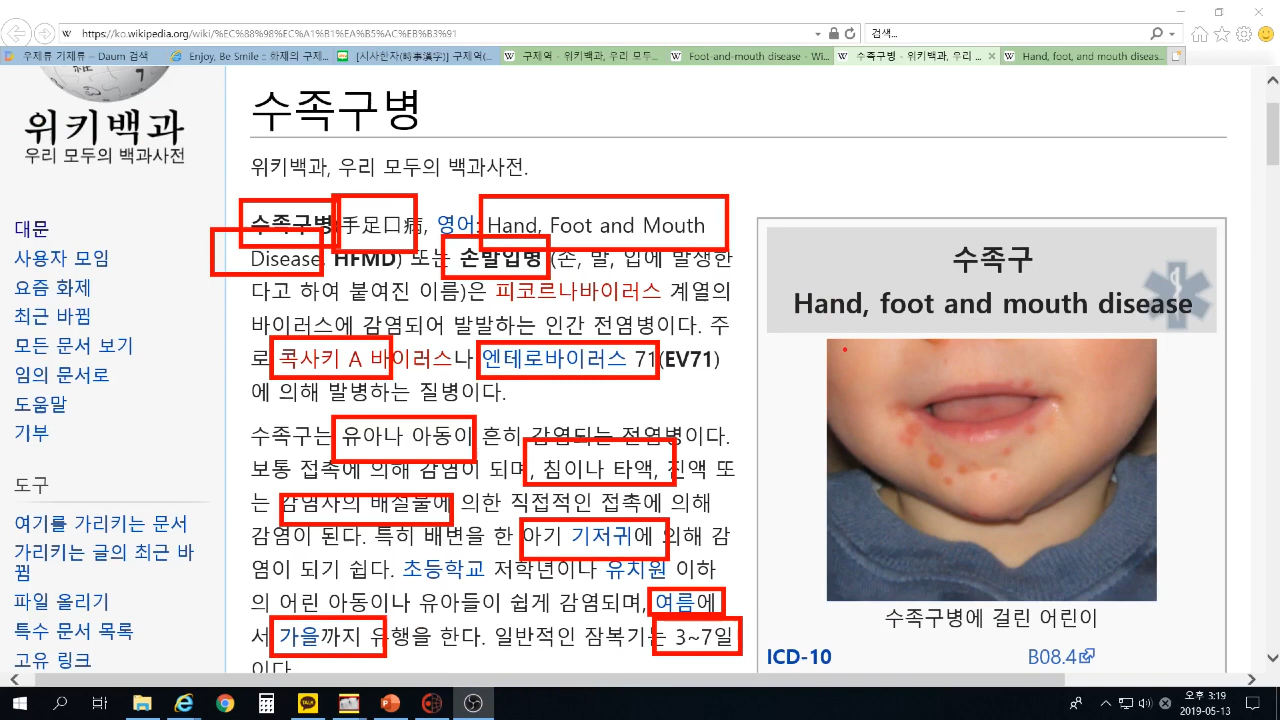 https://ko.wikipedia.org/wiki/%EC%88%98%EC%A1%B1%EA%B5%AC%EB%B3%91
검색...
우제류 기제류 – Daum 검색
Enjoy, Be Smile :: 화제의 구제...
[시사한자(時事漢字)] 구제역(...
구제역 - 위키백과, 우리 모두...
Foot-and-mouth disease - Wi...
수족구병 - 위키백과, 우리 ...
Hand, foot, and mouth diseas...
위키백과
우리 모두의 백과사전
대문
사용자 모임
요즘 화제
최근 바뀜
모든 문서 보기
임의 문서로
도움말
기부
도구
여기를 가리키는 문서
가리키는 글의 최근 바
뀜
파일 올리기
특수 문서 목록
고유 링크
수족구병
위키백과, 우리 모두의 백과사전.
수족구병(手足口病, 영어: Hand, Foot and Mouth
Disease, HFMD) 또는 손발입병 (손, 발, 입에 발생한
다고 하여 붙여진 이름)은 피코르나바이러스 계열의
바이러스에 감염되어 발발하는 인간 전염병이다. 주
로 콕사키 A 바이러스나 엔테로바이러스 71(EV71)
에 의해 발병하는 질병이다.
수족구는 유아나 아동이 흔히 감염되는 전염병이다.
보통 접촉에 의해 감염이 되며, 침이나 타액, 진액 또
는 감염자의 배설물에 의한 직접적인 접촉에 의해
감염이 된다. 특히 배변을 한 아기 기저귀에 의해 감
염이 되기 쉽다. 초등학교 저학년이나 유치원 이하
의 어린 아동이나 유아들이 쉽게 감염되며, 여름에
서 가을까지 유행을 한다. 일반적인 잠복기는 3~7일
이다.
수족구
Hand, foot and mouth disease
수족구병에 걸린 어린이
ICD-10 B08.4
오후 3:19
2019-05-13